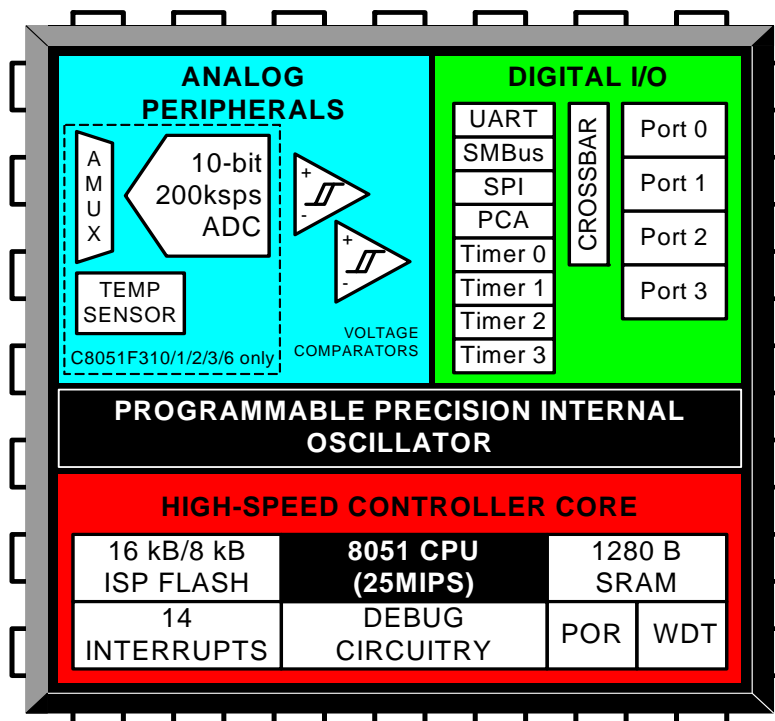 ANALOG
PERIPHERALS
A
M
U
X
10-bit
200ksps
ADC
+
-
+
-
TEMP
SENSOR
VOLTAGE
COMPARATORS
C8051F310/1/2/3/6 only
DIGITAL I/O
UART
SMBus
SPI
PCA
Timer 0
Timer 1
Timer 2
Timer 3
CROSSBAR
Port 0
Port 1
Port 2
Port 3
PROGRAMMABLE PRECISION INTERNAL
OSCILLATOR
HIGH-SPEED CONTROLLER CORE
16 kB/8 kB
ISP FLASH
8051 CPU
(25MIPS)
1280 B
SRAM
14
INTERRUPTS
DEBUG
CIRCUITRY
POR
WDT